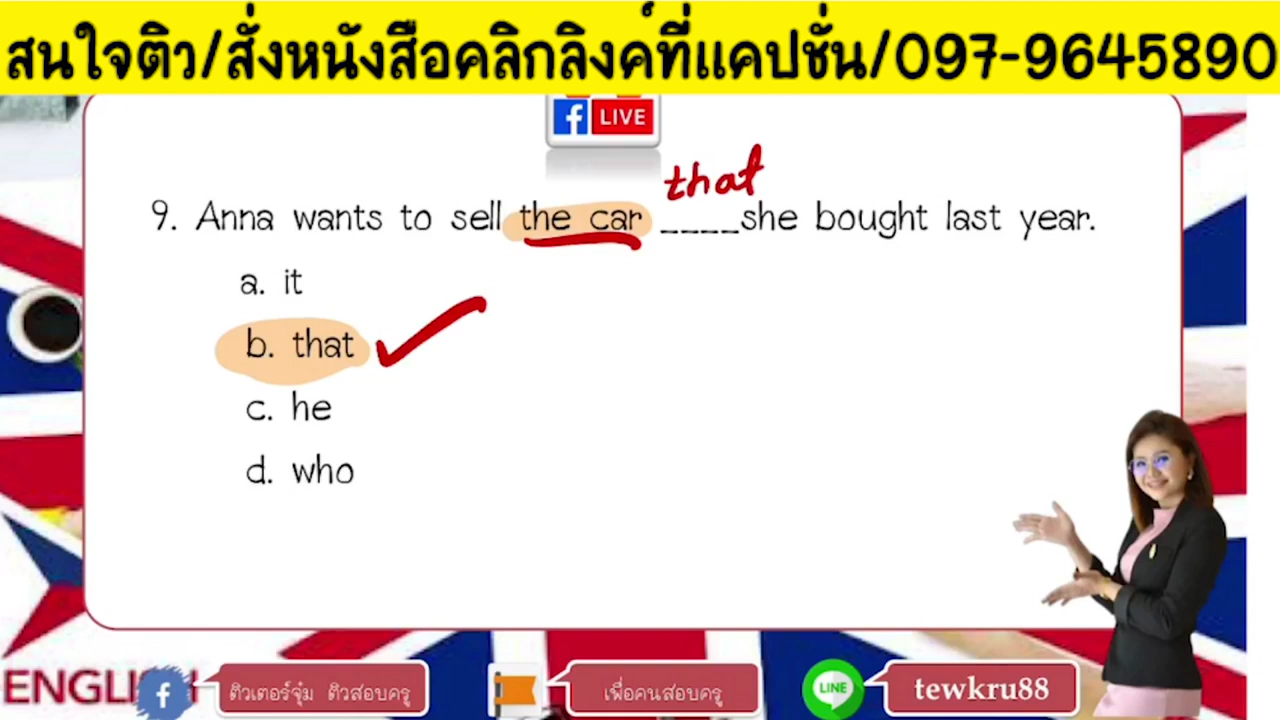 สนใจติว/สั่งหนังสือคลิกลิงค์ที่แคปชั่น/097-9645890
LIVE
that
9. Anna wants to sell the car ____she bought last year.
a. it
b. that
c. he
d. who
ENGLI
ติวเตอร์จุ๋ม ติวสอบครู
เพื่อคนสอบครู
LINE
tewkru88